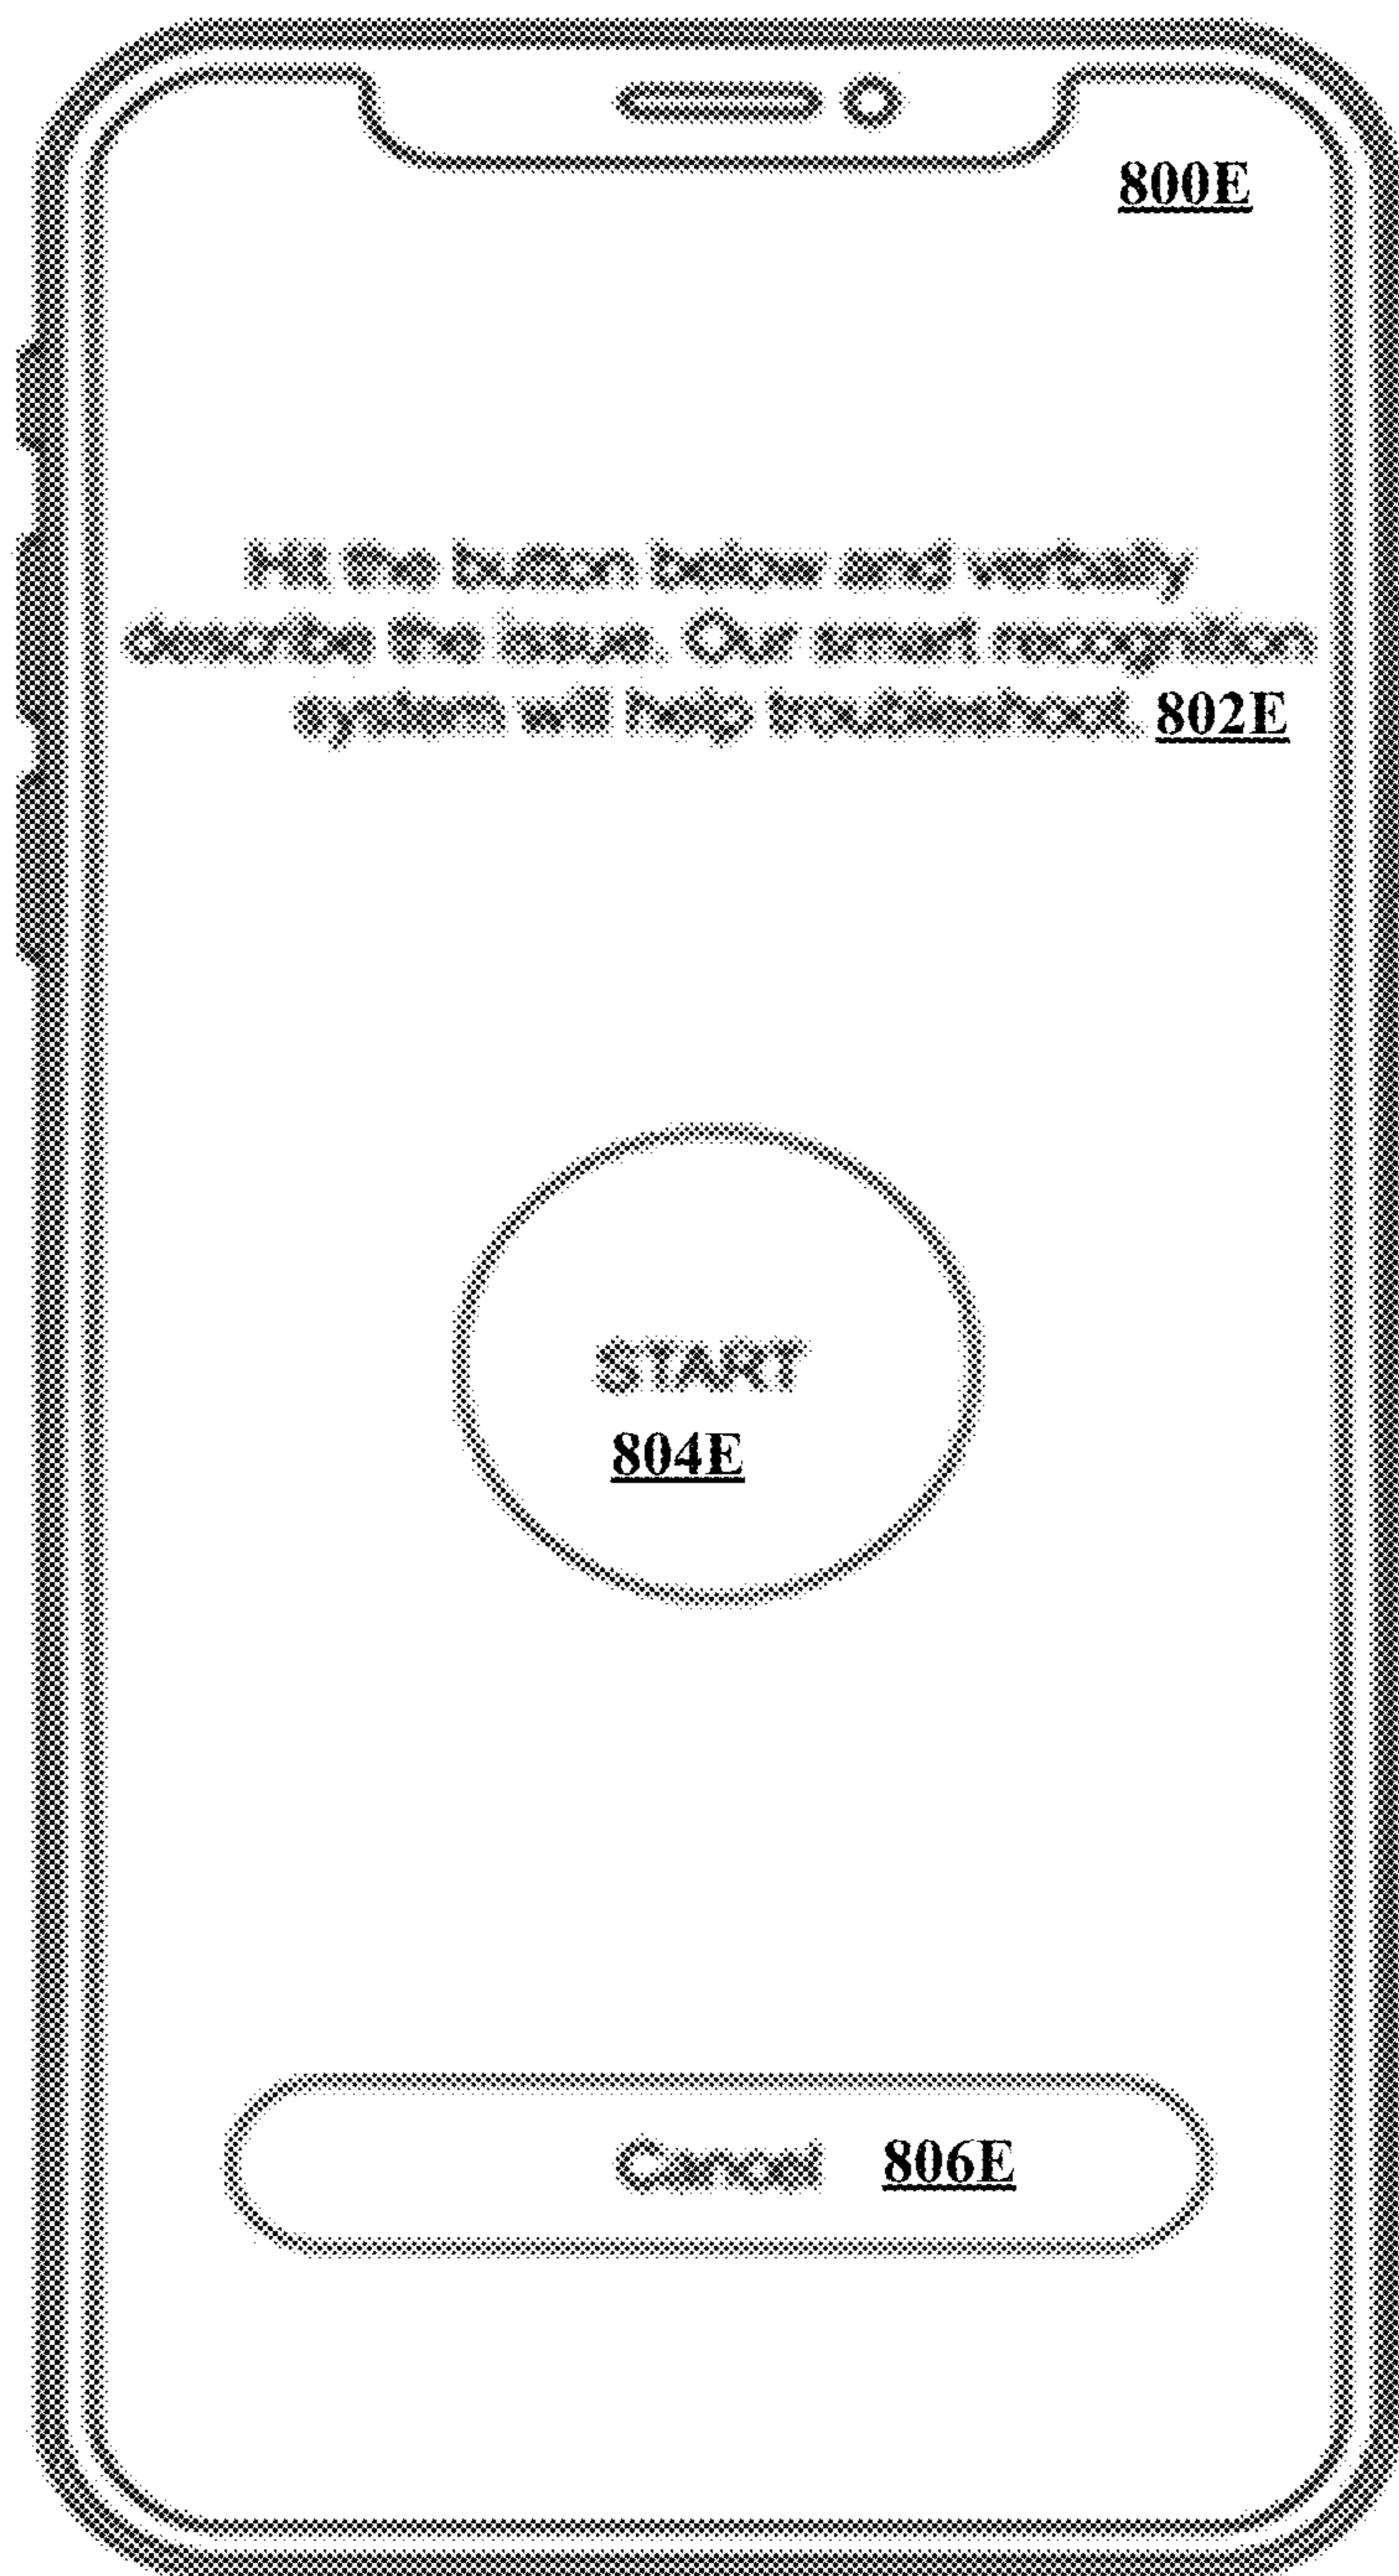 800E
Hit the button below and verbally
describe the issue. Our smart recognition
system will help troubleshoot. 802E
START
804E
Cancel 806E